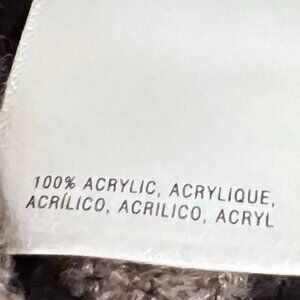 100% ACRYLIC, ACRYLIQUE,
ACRÍLICO, ACRILICO, ACRYL